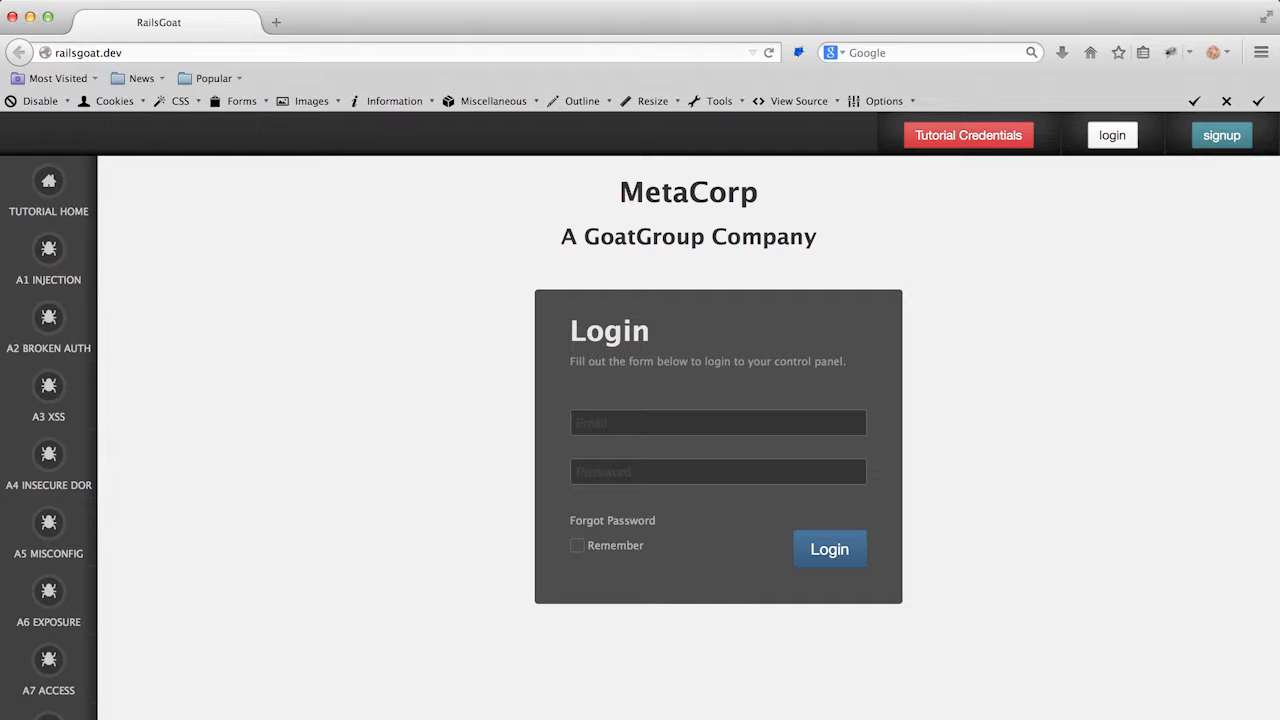 RailsGoat
railsgoat.dev
Google
Most Visited
News
Popular
Disable
Cookies
CSS
Forms
Images
Information
Miscellaneous
Outline
Resize
Tools
View Source
Options
Tutorial Credentials
login
signup
TUTORIAL HOME
A1 INJECTION
A2 BROKEN AUTH
A3 XSS
A4 INSECURE DOR
A5 MISCONFIG
A6 EXPOSURE
A7 ACCESS
MetaCorp
A GoatGroup Company
Login
Fill out the form below to login to your control panel.
Email
Password
Forgot Password
Remember
Login